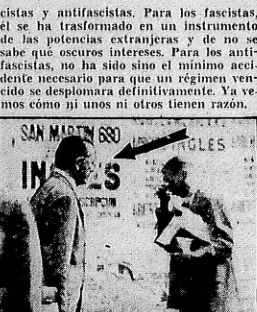 cistas y antifascistas. Para los fascistas,
él se ha trasformado en un instrumento
de las potencias extranjeras y de no se
sabe qué oscuros intereses. Para los anti-
fascistas, no ha sido sino el mínimo acci-
dente necesario para que un régimen ven-
cido se desplomara definitivamente. Ya ve-
mos cómo ni unos ni otros tienen razón.
SAN MARTIN 680
INGLES
INGLES